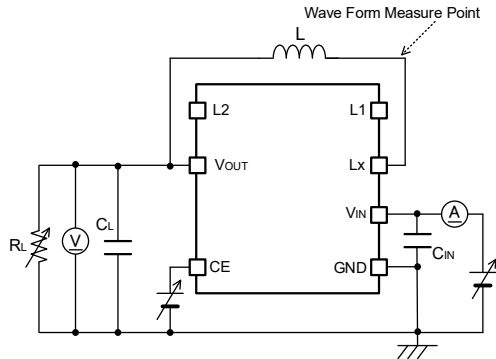 Wave Form Measure Point
L
L2
L1
VOUT
Lx
VIN
A
RL
V
CL
CIN
CE
GND